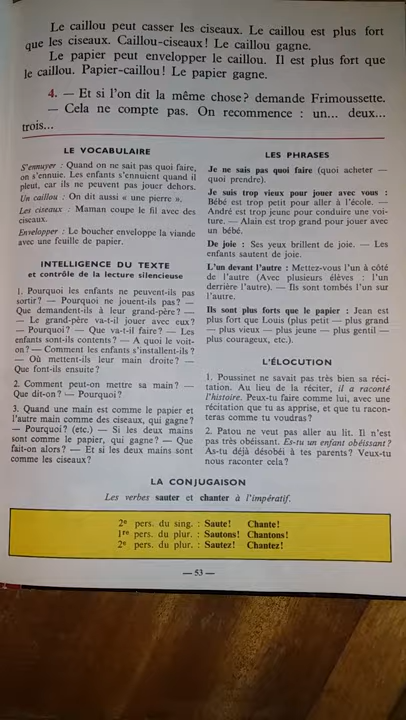 Le caillou peut casser les ciseaux. Le caillou est plus fort
que les ciseaux. Caillou-ciseaux! Le caillou gagne.
Le papier peut envelopper le caillou. Il est plus fort que
le caillou. Papier-caillou! Le papier gagne.
4. — Et si l'on dit la même chose? demande Frimoussette.
— Cela ne compte pas. On recommence : un... deux...
trois...
LE VOCABULAIRE
S'ennuyer : Quand on ne sait pas quoi faire,
on s'ennuie. Les enfants s'ennuient quand il
pleut, car ils ne peuvent pas jouer dehors.
Un caillou : On dit aussi « une pierre ».
Les ciseaux : Maman coupe le fil avec des
ciseaux.
Envelopper : Le boucher enveloppe la viande
avec une feuille de papier.
INTELLIGENCE DU TEXTE
et contrôle de la lecture silencieuse
1. Pourquoi les enfants ne peuvent-ils pas
sortir? — Pourquoi ne jouent-ils pas? —
Que demandent-ils à leur grand-père? —
— Le grand-père va-t-il jouer avec eux?
— Pourquoi? — Que va-t-il faire? — Les
enfants sont-ils contents? — A quoi le voit-
on? — Comment les enfants s'installent-ils?
— Où mettent-ils leur main droite? —
Que font-ils ensuite?
2. Comment peut-on mettre sa main? —
Que dit-on? — Pourquoi?
3. Quand une main est comme le papier et
l'autre main comme des ciseaux, qui gagne?
— Pourquoi? (etc.) — Si les deux mains
sont comme le papier, qui gagne? — Que
fait-on alors? — Et si les deux mains sont
comme les ciseaux?
LES PHRASES
Je ne sais pas quoi faire (quoi acheter —
quoi prendre).
Je suis trop vieux pour jouer avec vous :
Bébé est trop petit pour aller à l'école. —
André est trop jeune pour conduire une voi-
ture. — Alain est trop grand pour jouer avec
un bébé.
De joie : Ses yeux brillent de joie. — Les
enfants sautent de joie.
L'un devant l'autre : Mettez-vous l'un à côté
de l'autre (Avec plusieurs élèves : l'un
derrière l'autre). — Ils sont tombés l'un sur
l'autre.
Ils sont plus forts que le papier : Jean est
plus fort que Louis (plus petit — plus grand
— plus vieux — plus jeune — plus gentil —
plus courageux, etc.).
L'ÉLOCUTION
1. Poussinet ne savait pas très bien sa réci-
tation. Au lieu de la réciter, il a raconté
l'histoire. Peux-tu faire comme lui, avec une
récitation que tu as apprise, et que tu racon-
teras comme tu voudras?
2. Patou ne veut pas aller au lit. Il n'est
pas très obéissant. Es-tu un enfant obéissant?
As-tu déjà désobéi à tes parents? Veux-tu
nous raconter cela?
LA CONJUGAISON
Les verbes sauter et chanter à l'impératif.
2e pers. du sing. : Saute! Chante!
1re pers. du plur. : Sautons! Chantons!
2e pers. du plur. : Sautez! Chantez!
— 53 —